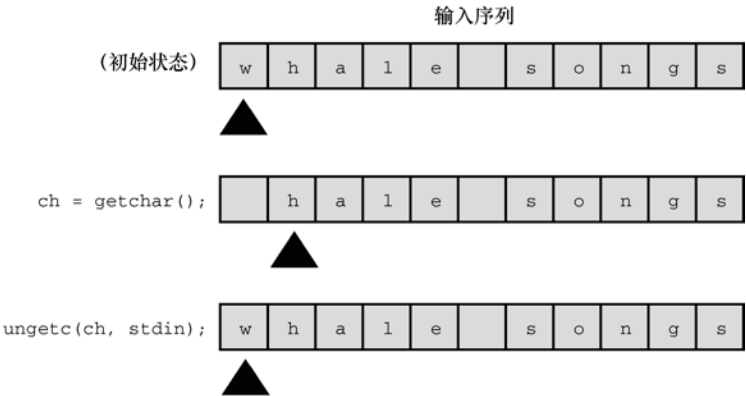 输入序列
(初始状态) w h a l e s o n g s
ch = getchar(); h a l e s o n g s
ungetc(ch, stdin); w h a l e s o n g s